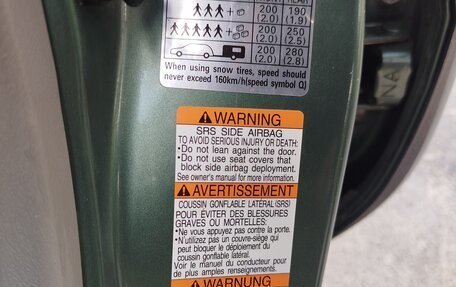 REAR
200 190
(2.0) (1.9)
200 250
(2.0) (2.5)
200 280
(2.0) (2.8)
When using snow tires, speed should
never exceed 160km/h(speed symbol Q)
WARNING
SRS SIDE AIRBAG
TO AVOID SERIOUS INJURY OR DEATH:
•Do not lean against the door.
•Do not use seat covers that
block side airbag deployment.
See owner's manual for more information.
AVERTISSEMENT
COUSSIN GONFLABLE LATÉRAL (SRS)
POUR ÉVITER DES BLESSURES
GRAVES OU MORTELLES:
•Ne vous appuyez pas contre la porte.
•N'utilizes pas un couvre-siège qui
peut bloquer le déploiement du
coussin gonflable latéral.
Voir le manuel du conducteur pour
de plus amples renseignements.
WARNUNG